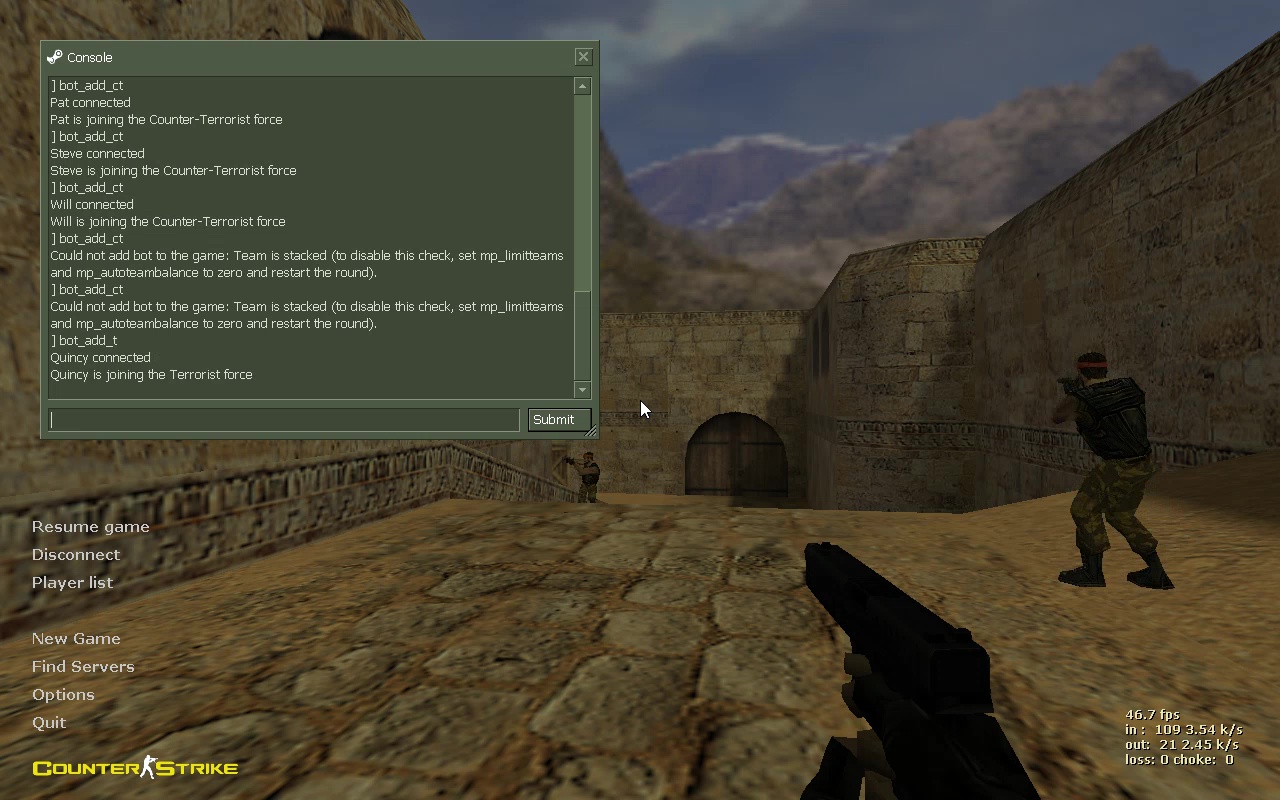 Console
] bot_add_ct
Pat connected
Pat is joining the Counter-Terrorist force
] bot_add_ct
Steve connected
Steve is joining the Counter-Terrorist force
] bot_add_ct
Will connected
Will is joining the Counter-Terrorist force
] bot_add_ct
Could not add bot to the game: Team is stacked (to disable this check, set mp_limitteams
and mp_autoteambalance to zero and restart the round).
] bot_add_ct
Could not add bot to the game: Team is stacked (to disable this check, set mp_limitteams
and mp_autoteambalance to zero and restart the round).
] bot_add_t
Quincy connected
Quincy is joining the Terrorist force
Submit
Resume game
Disconnect
Player list
New Game
Find Servers
Options
Quit
COUNTER STRIKE
46.7 fps
in : 109 3.54 k/s
out: 21 2.45 k/s
loss: 0 choke: 0